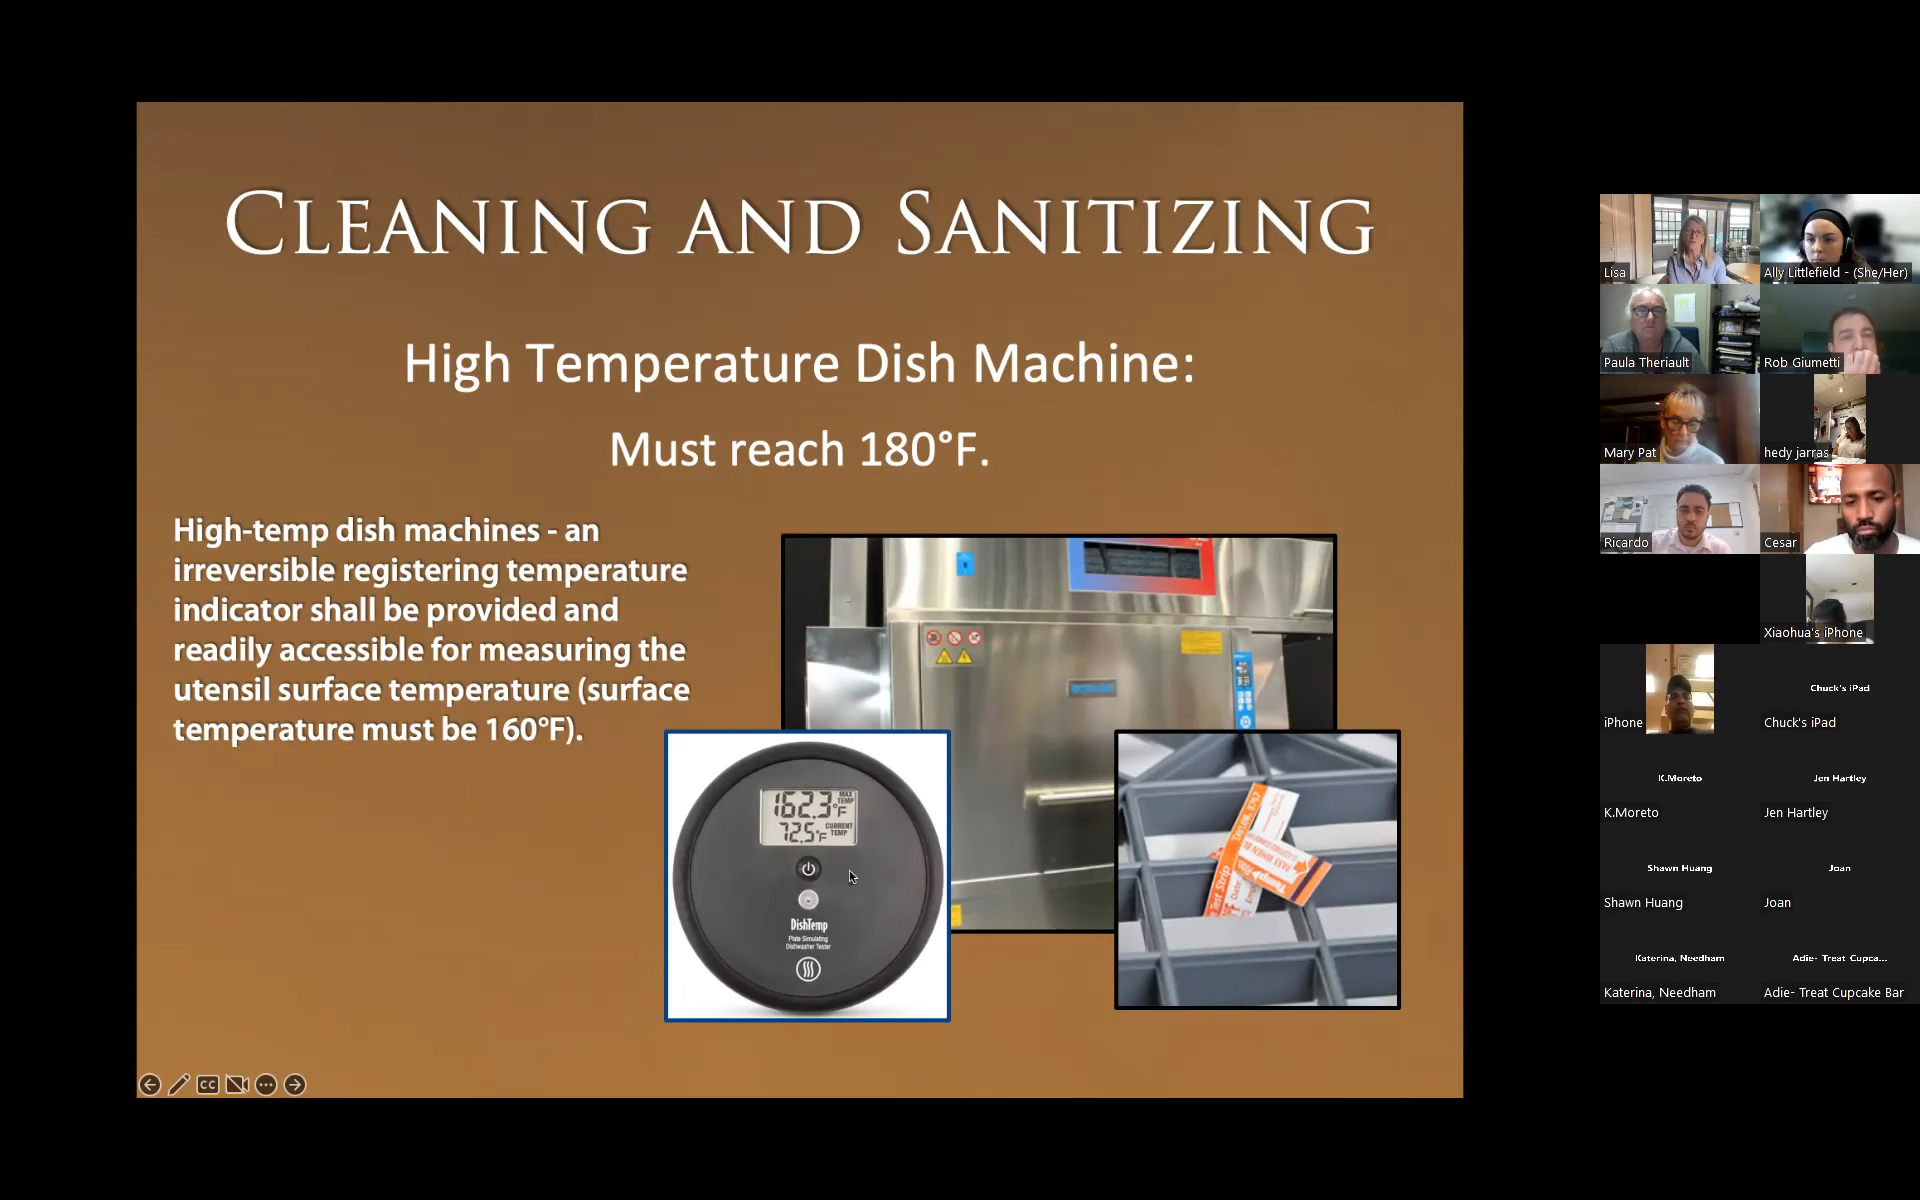 CLEANING AND SANITIZING
High Temperature Dish Machine:
Must reach 180°F.
High-temp dish machines - an
irreversible registering temperature
indicator shall be provided and
readily accessible for measuring the
utensil surface temperature (surface
temperature must be 160°F).
162.3°F MAX TEMP
72.5°F CURRENT TEMP
DishTemp
Plate Simulating
Dishwasher Tester
CC
Lisa
Ally Littlefield - (She/Her)
Paula Theriault
Rob Giumetti
Mary Pat
hedy jarras
Ricardo
Cesar
Xiaohua's iPhone
iPhone
Chuck's iPad
Chuck's iPad
K.Moreto
Jen Hartley
K.Moreto
Jen Hartley
Shawn Huang
Joan
Shawn Huang
Joan
Katerina, Needham
Adie- Treat Cupca...
Katerina, Needham
Adie- Treat Cupcake Bar